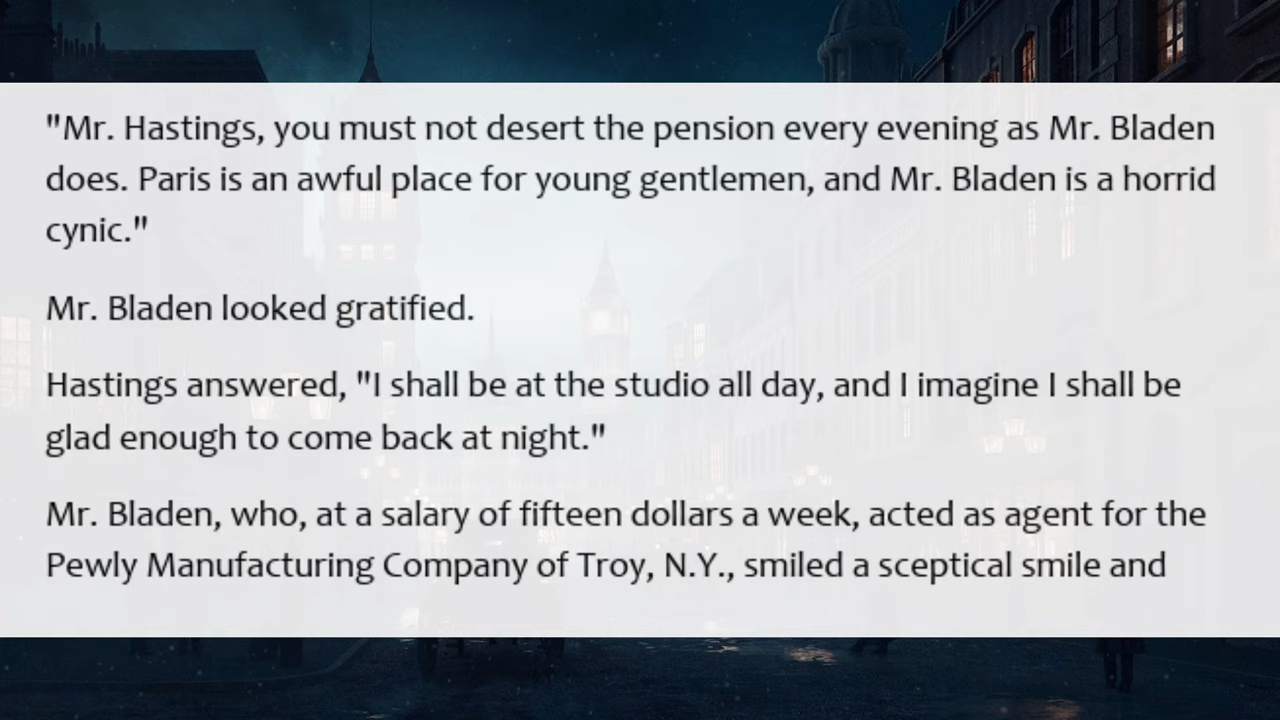 "Mr. Hastings, you must not desert the pension every evening as Mr. Bladen
does. Paris is an awful place for young gentlemen, and Mr. Bladen is a horrid
cynic."
Mr. Bladen looked gratified.
Hastings answered, "I shall be at the studio all day, and I imagine I shall be
glad enough to come back at night."
Mr. Bladen, who, at a salary of fifteen dollars a week, acted as agent for the
Pewly Manufacturing Company of Troy, N.Y., smiled a sceptical smile and